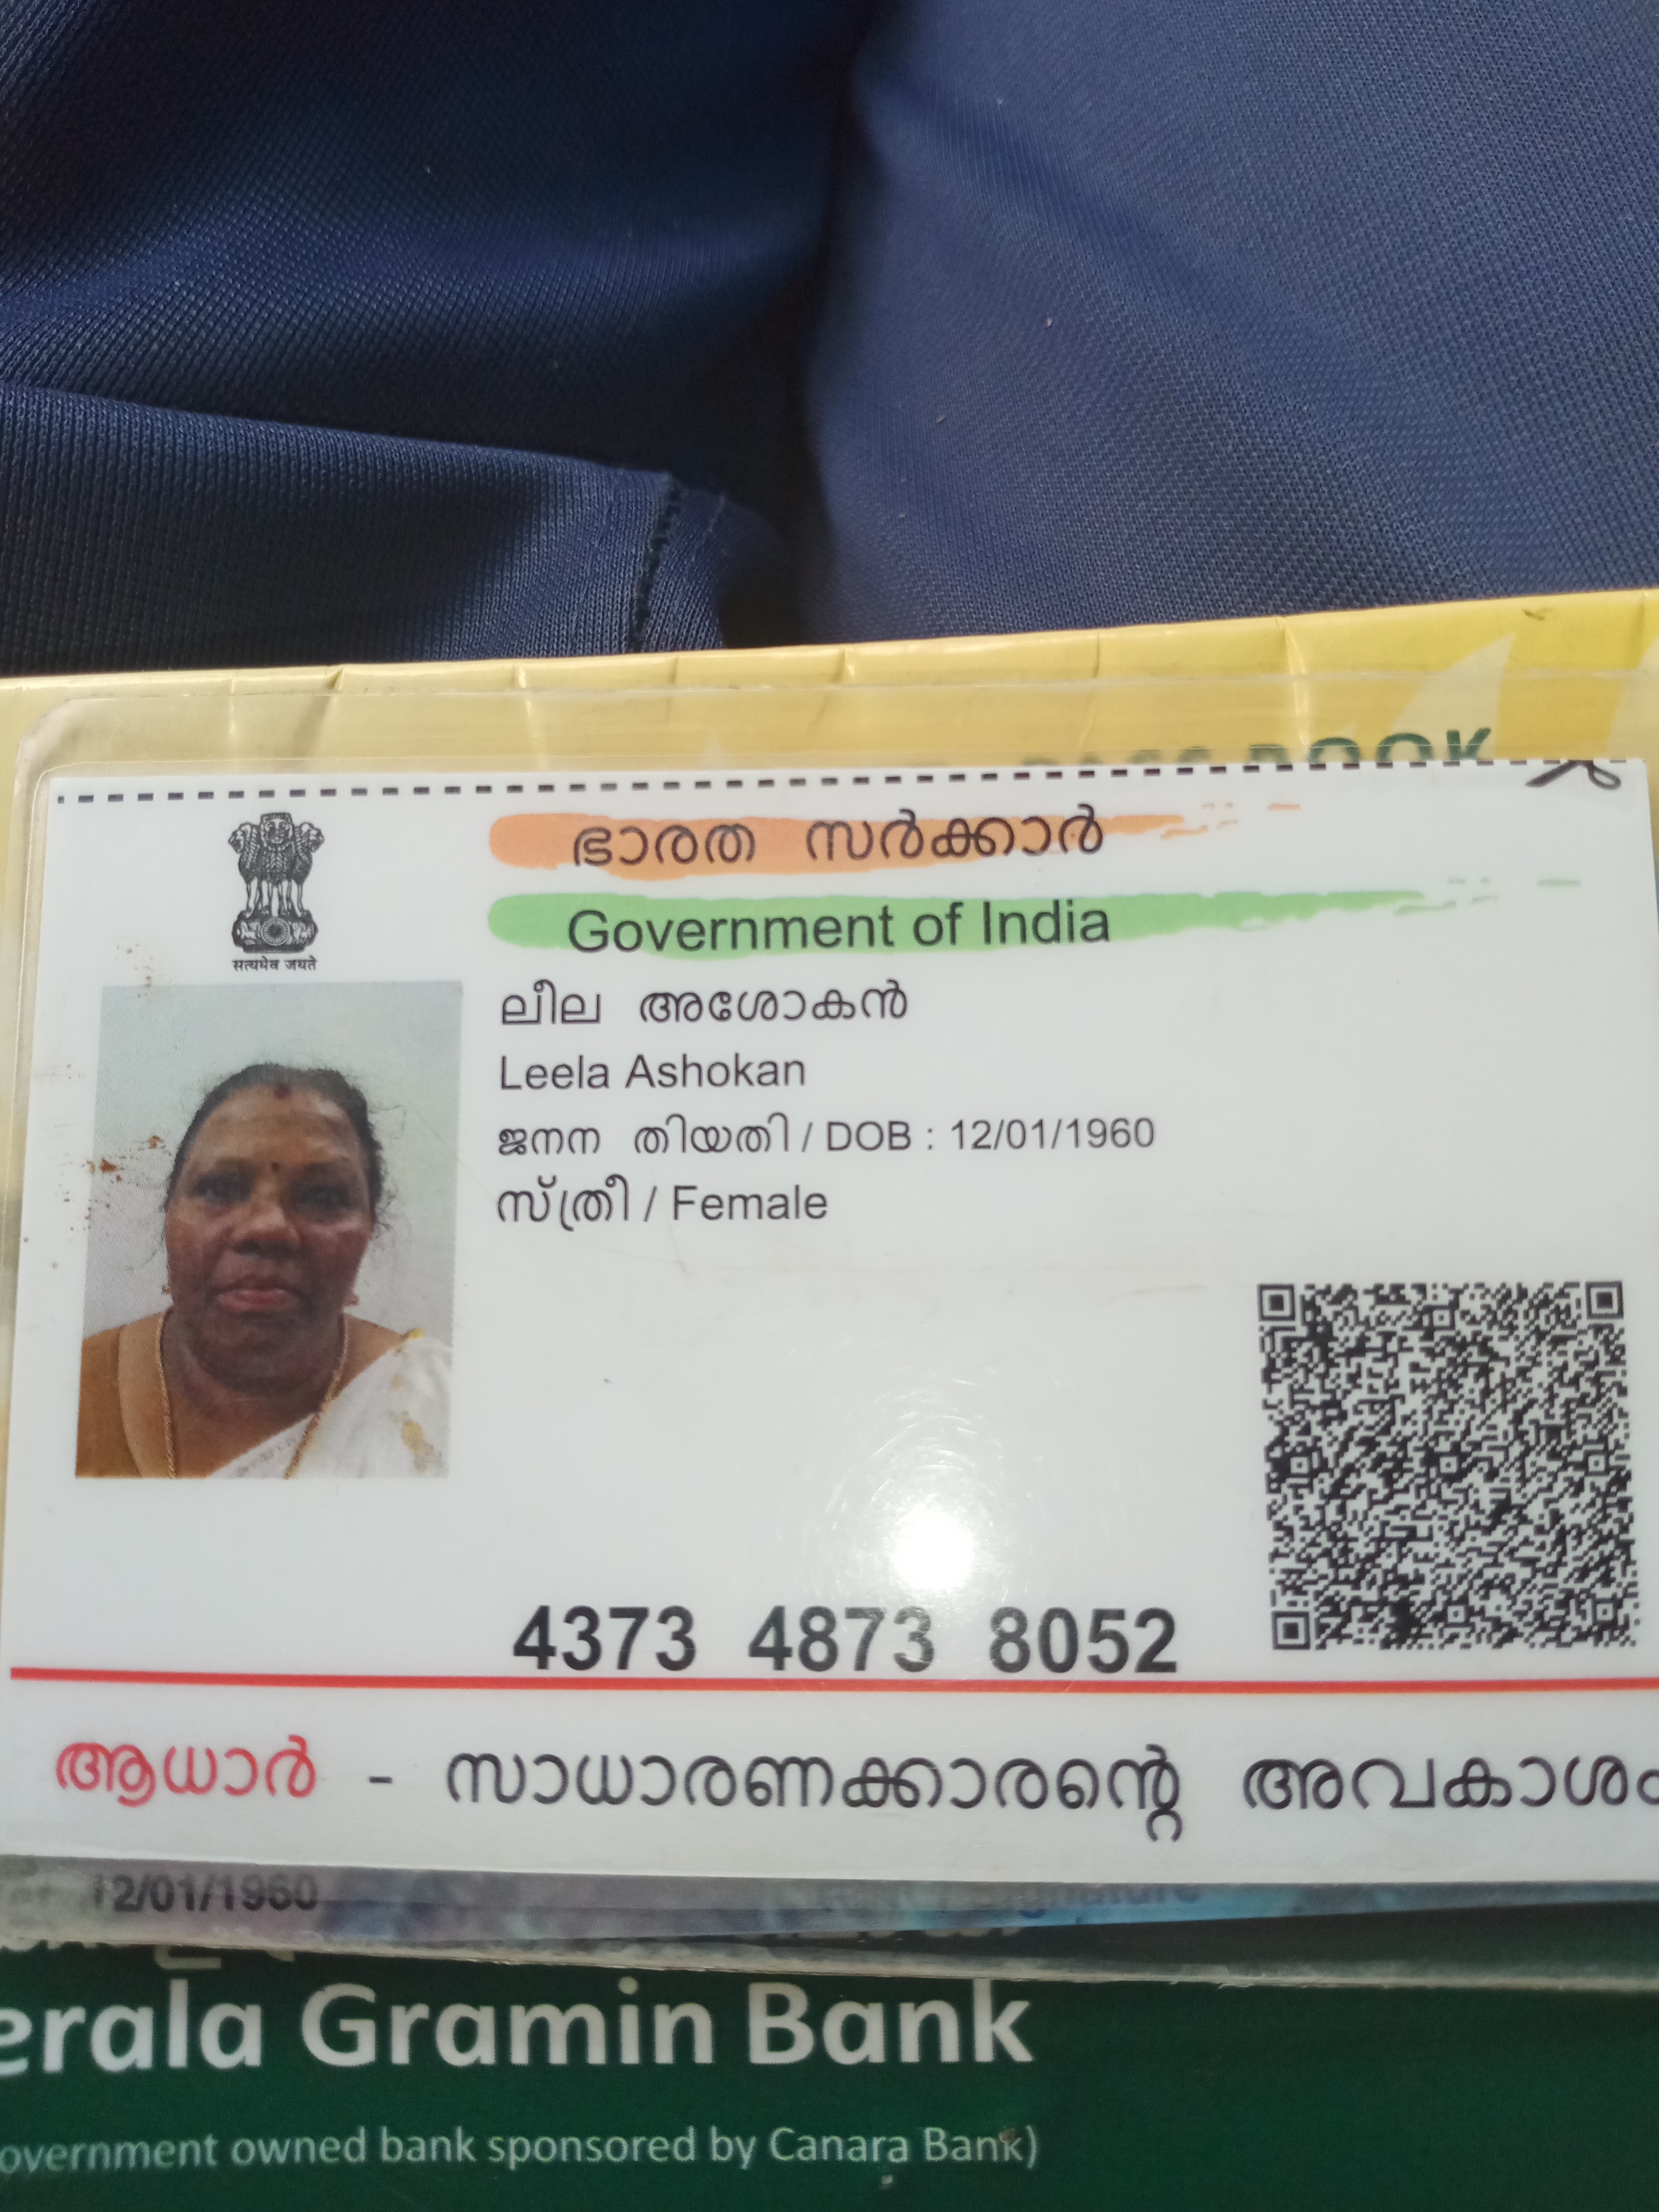 PASS BOOK
ഭാരത സർക്കാർ
Government of India
सत्यमेव जयते
ലീല അശോകൻ
Leela Ashokan
ജനന തിയതി / DOB : 12/01/1960
സ്ത്രീ / Female
4373 4873 8052
ആധാർ - സാധാരണക്കാരന്റെ അവകാശം
12/01/1960
Signature
erala Gramin Bank
overnment owned bank sponsored by Canara Bank)